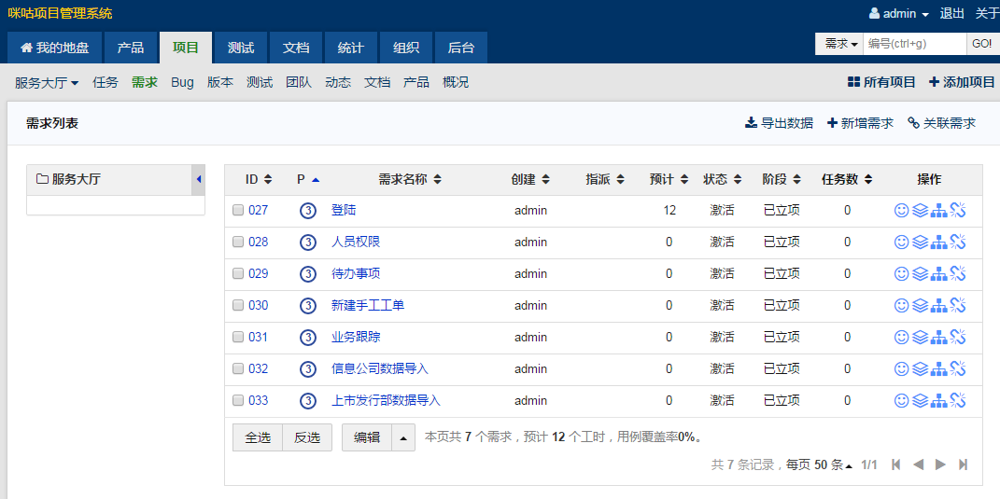 咪咕项目管理系统 admin 退出 关于
我的地盘 产品 项目 测试 文档 统计 组织 后台 需求 编号(ctrl+g) GO!
服务大厅 任务 需求 Bug 版本 测试 团队 动态 文档 产品 概况 所有项目 添加项目
需求列表 导出数据 新增需求 关联需求
服务大厅
ID P 需求名称 创建 指派 预计 状态 阶段 任务数 操作
027 3 登陆 admin 12 激活 已立项 0
028 3 人员权限 admin 0 激活 已立项 0
029 3 待办事项 admin 0 激活 已立项 0
030 3 新建手工工单 admin 0 激活 已立项 0
031 3 业务跟踪 admin 0 激活 已立项 0
032 3 信息公司数据导入 admin 0 激活 已立项 0
033 3 上市发行部数据导入 admin 0 激活 已立项 0
全选 反选 编辑 本页共 7 个需求，预计 12 个工时，用例覆盖率0%。
共 7 条记录，每页 50 条 1/1